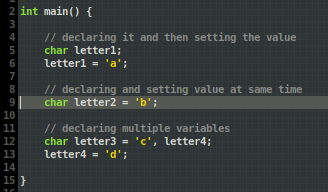 2 int main() {
3
4 // declaring it and then setting the value
5 char letter1;
6 letter1 = 'a';
7
8 // declaring and setting value at same time
9 char letter2 = 'b';
10
11 // declaring multiple variables
12 char letter3 = 'c', letter4;
13 letter4 = 'd';
14
15 }